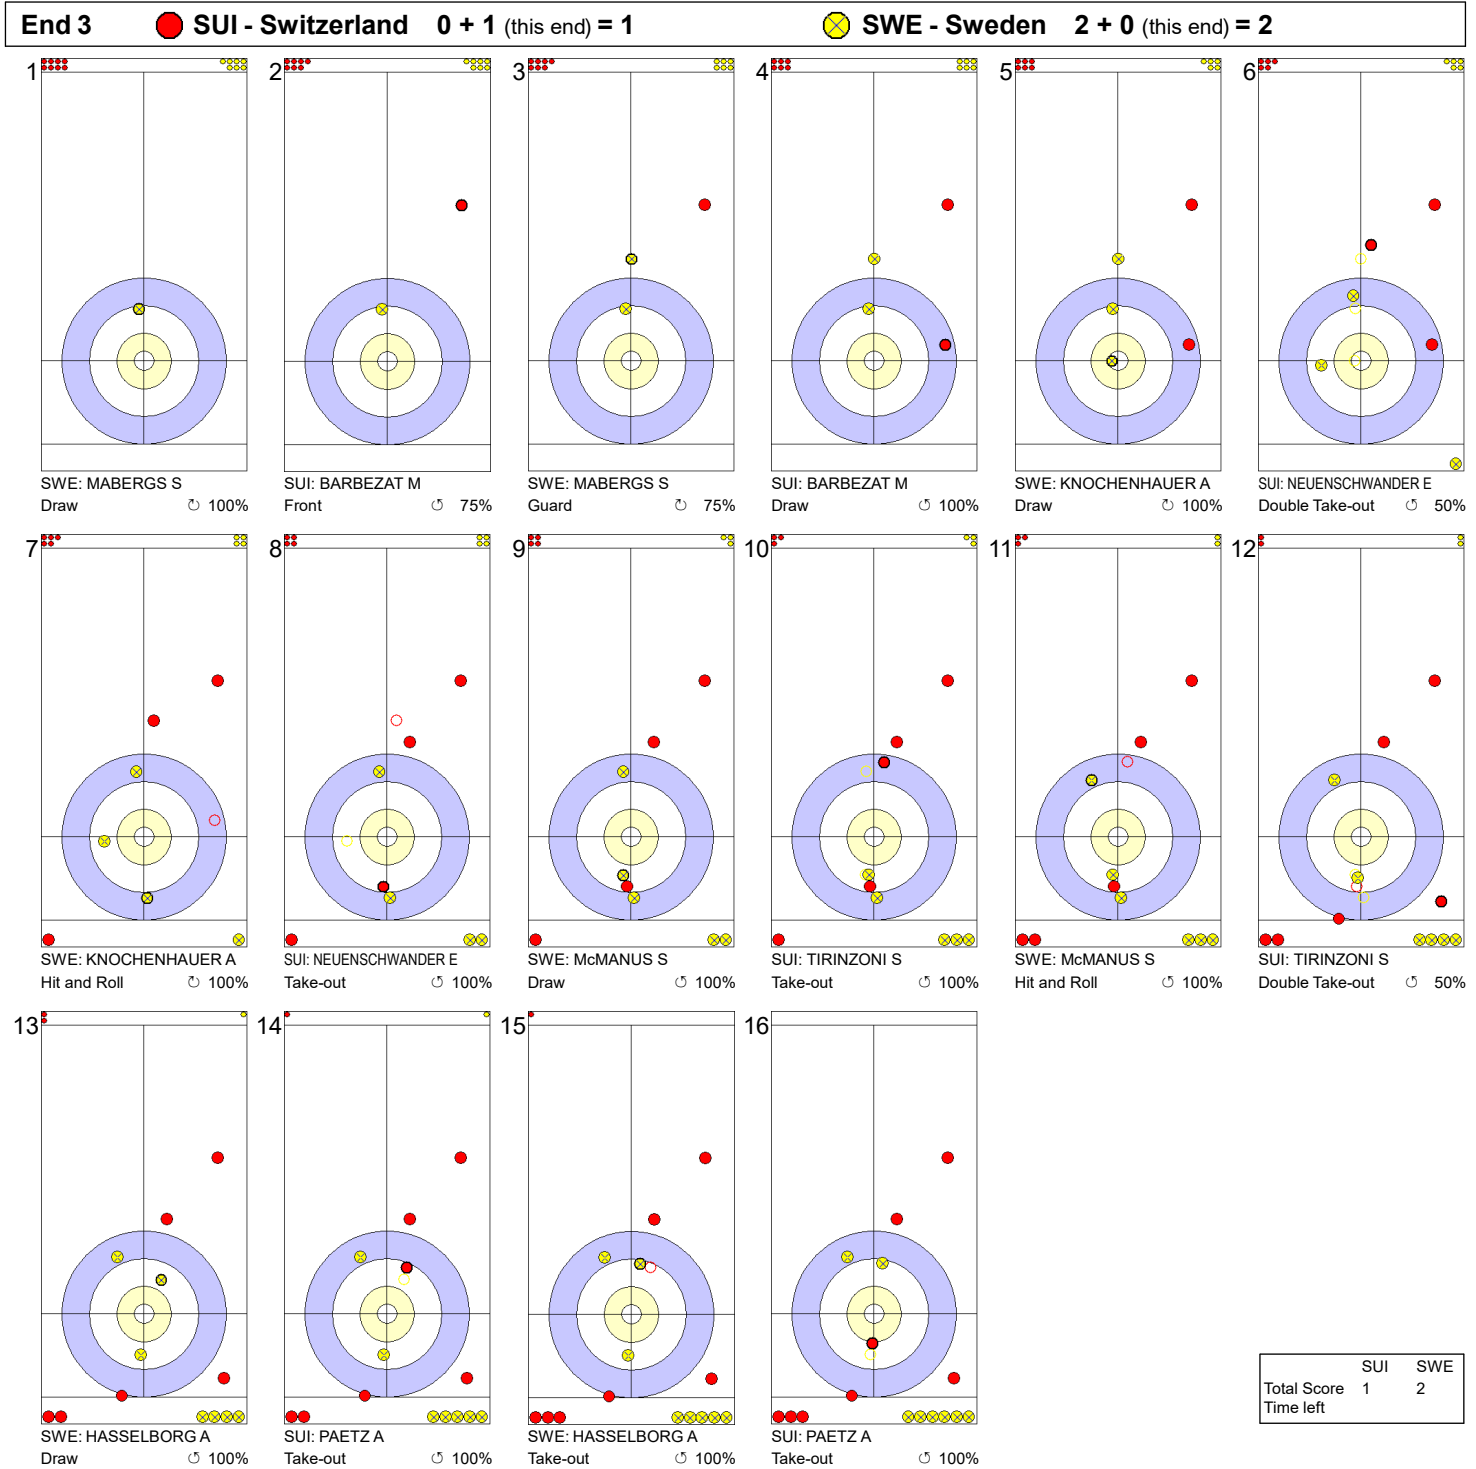 End 3 SUI - Switzerland 0 + 1 (this end) = 1 SWE - Sweden 2 + 0 (this end) = 2
1 2 3 4 5 6
SWE: MABERGS S SUI: BARBEZAT M SWE: MABERGS S SUI: BARBEZAT M SWE: KNOCHENHAUER A SUI: NEUENSCHWANDER E
Draw ↻ 100% Front ↺ 75% Guard ↻ 75% Draw ↺ 100% Draw ↻ 100% Double Take-out ↺ 50%
7 8 9 10 11 12
SWE: KNOCHENHAUER A SUI: NEUENSCHWANDER E SWE: McMANUS S SUI: TIRINZONI S SWE: McMANUS S SUI: TIRINZONI S
Hit and Roll ↻ 100% Take-out ↺ 100% Draw ↺ 100% Take-out ↺ 100% Hit and Roll ↻ 100% Double Take-out ↺ 50%
13 14 15 16
SUI SWE
Total Score 1 2
Time left
SWE: HASSELBORG A SUI: PAETZ A SWE: HASSELBORG A SUI: PAETZ A
Draw ↺ 100% Take-out ↺ 100% Take-out ↺ 100% Take-out ↺ 100%